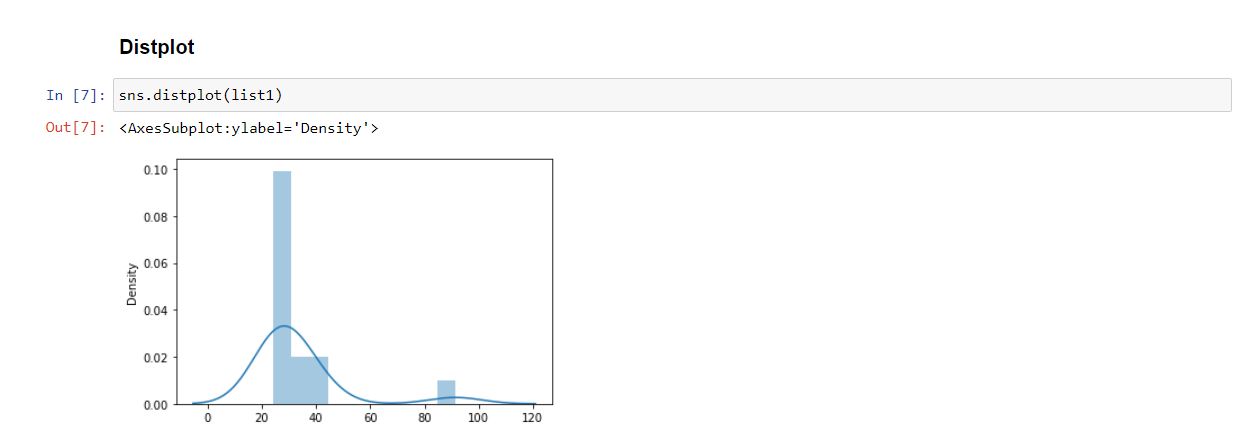 Distplot
In [7]: sns.distplot(list1)
Out[7]: <AxesSubplot:ylabel='Density'>
0.10
0.08
0.06
0.04
0.02
0.00
Density
0 20 40 60 80 100 120